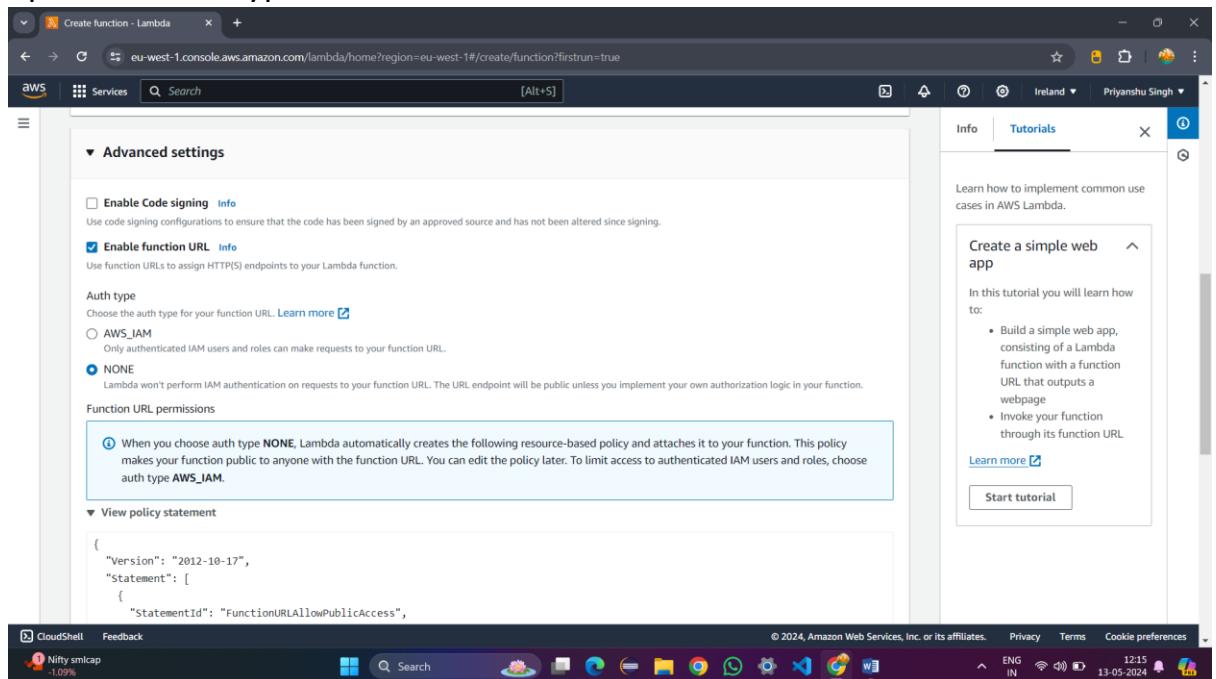 Create function - Lambda
eu-west-1.console.aws.amazon.com/lambda/home?region=eu-west-1#/create/function?firstrun=true
aws
Services
Search
[Alt+S]
Ireland
Priyanshu Singh
Advanced settings
Enable Code signing Info
Use code signing configurations to ensure that the code has been signed by an approved source and has not been altered since signing.
Enable function URL Info
Use function URLs to assign HTTP(S) endpoints to your Lambda function.
Auth type
Choose the auth type for your function URL. Learn more
AWS_IAM
Only authenticated IAM users and roles can make requests to your function URL.
NONE
Lambda won't perform IAM authentication on requests to your function URL. The URL endpoint will be public unless you implement your own authorization logic in your function.
Function URL permissions
When you choose auth type NONE, Lambda automatically creates the following resource-based policy and attaches it to your function. This policy
makes your function public to anyone with the function URL. You can edit the policy later. To limit access to authenticated IAM users and roles, choose
auth type AWS_IAM.
View policy statement
{
"Version": "2012-10-17",
"Statement": [
{
"StatementId": "FunctionURLAllowPublicAccess",
Info
Tutorials
Learn how to implement common use
cases in AWS Lambda.
Create a simple web
app
In this tutorial you will learn how
to:
• Build a simple web app,
consisting of a Lambda
function with a function
URL that outputs a
webpage
• Invoke your function
through its function URL
Learn more
Start tutorial
CloudShell
Feedback
© 2024, Amazon Web Services, Inc. or its affiliates.
Privacy
Terms
Cookie preferences
1
Nifty smlcap
-1.09%
Search
ENG
IN
12:15
13-05-2024